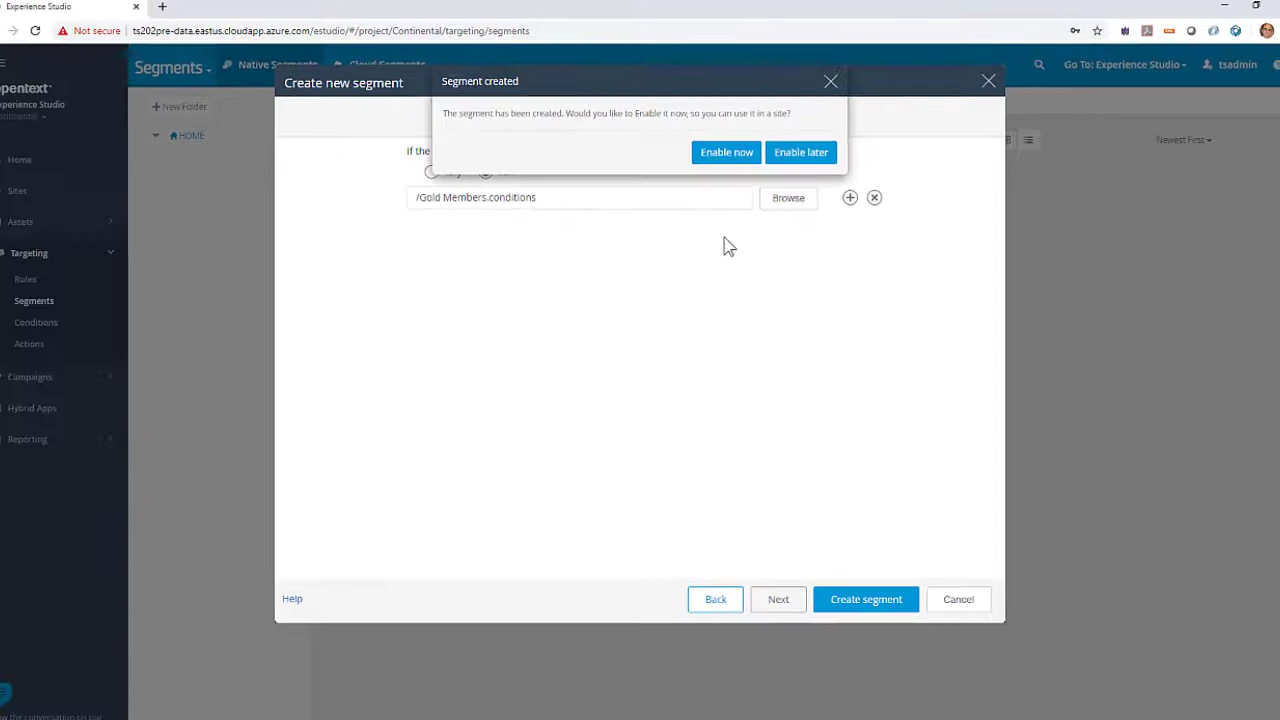 Experience Studio
Not secure
ts202pre-data.eastus.cloudapp.azure.com/estudio/#/project/Continental/targeting/segments
Segments
Native Segments
Cloud Segments
Go To: Experience Studio
tsadmin
pentext™
xperience Studio
New Folder
HOME
Home
Sites
Assets
Targeting
Rules
Segments
Conditions
Actions
Campaigns
Hybrid Apps
Reporting
Create new segment
Segment created
The segment has been created. Would you like to Enable it now, so you can use it in a site?
Enable now
Enable later
If the
/Gold Members.conditions
Browse
Newest First
Help
Back
Next
Create segment
Cancel